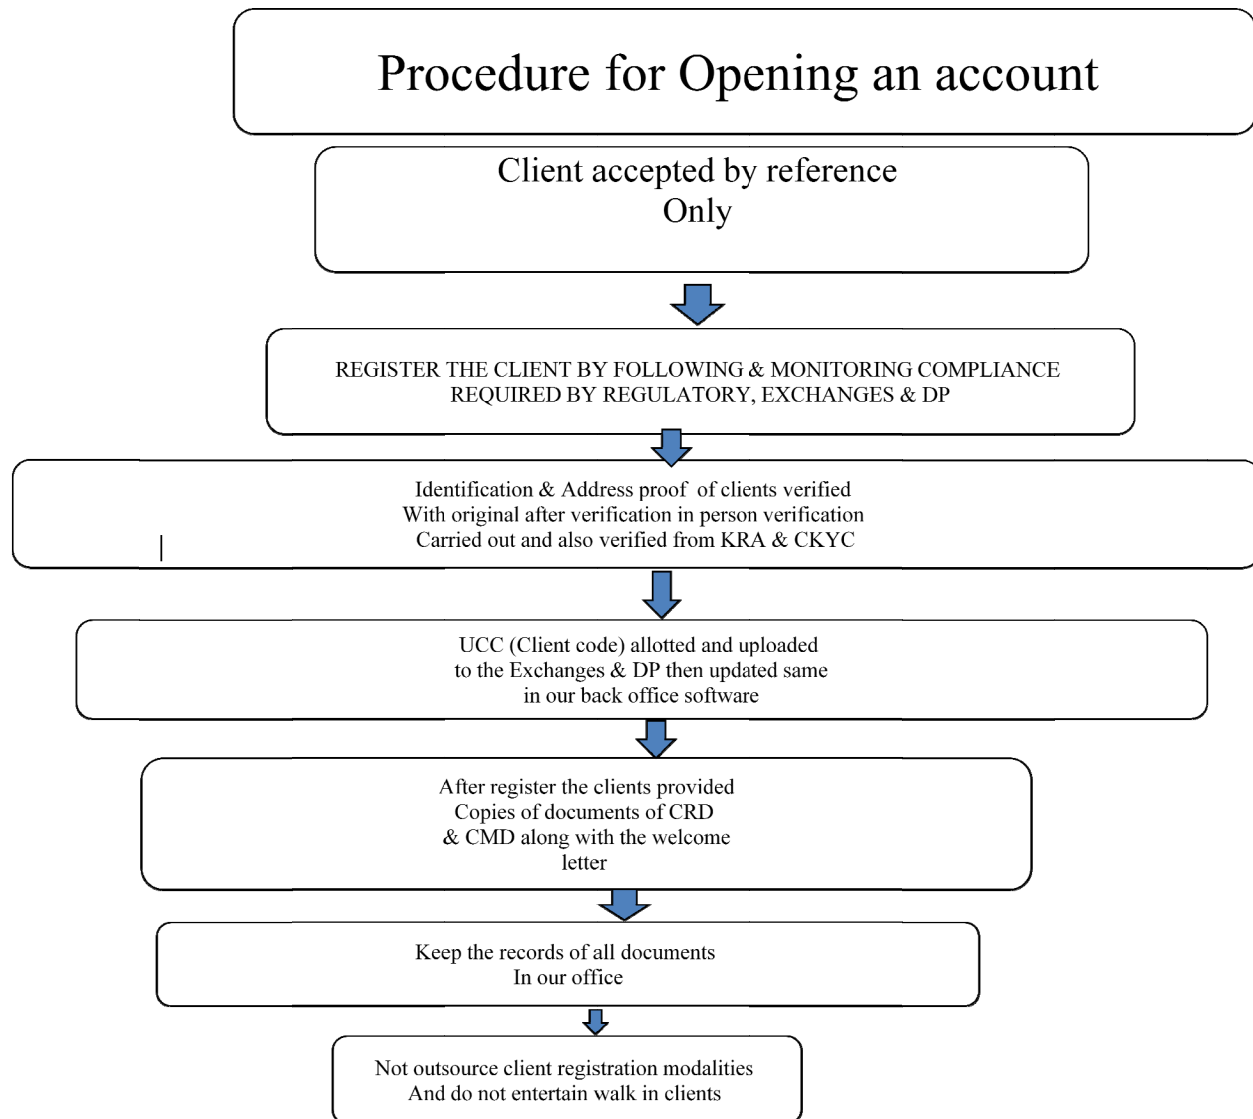 Procedure for Opening an account
Client accepted by reference
Only
REGISTER THE CLIENT BY FOLLOWING & MONITORING COMPLIANCE
REQUIRED BY REGULATORY, EXCHANGES & DP
Identification & Address proof of clients verified
With original after verification in person verification
Carried out and also verified from KRA & CKYC
UCC (Client code) allotted and uploaded
to the Exchanges & DP then updated same
in our back office software
After register the clients provided
Copies of documents of CRD
& CMD along with the welcome
letter
Keep the records of all documents
In our office
Not outsource client registration modalities
And do not entertain walk in clients